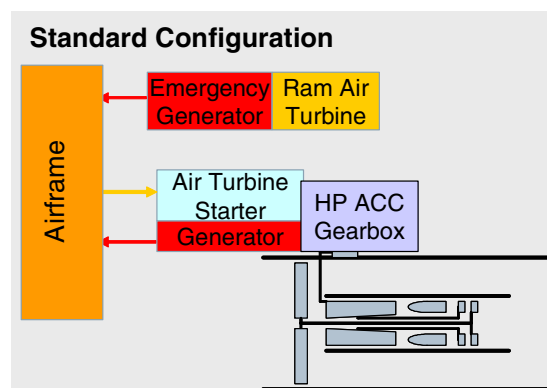 Standard Configuration
Emergency
Generator
Ram Air
Turbine
Airframe
Air Turbine
Starter
Generator
HP ACC
Gearbox